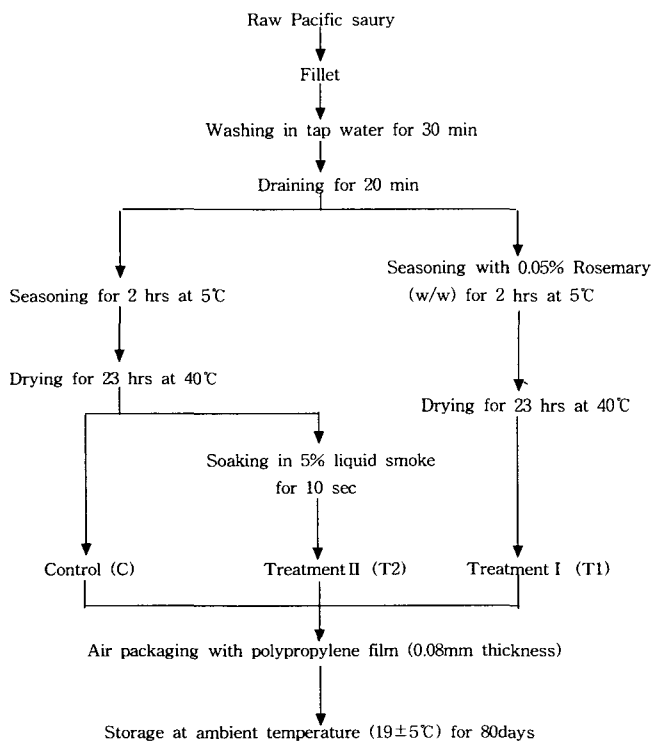 Raw Pacific saury
Fillet
Washing in tap water for 30 min
Draining for 20 min
Seasoning for 2 hrs at 5℃
Seasoning with 0.05% Rosemary
(w/w) for 2 hrs at 5℃
Drying for 23 hrs at 40℃
Drying for 23 hrs at 40℃
Soaking in 5% liquid smoke
for 10 sec
Control (C)
Treatment Ⅱ (T2)
Treatment Ⅰ (T1)
Air packaging with polypropylene film (0.08mm thickness)
Storage at ambient temperature (19±5℃) for 80days